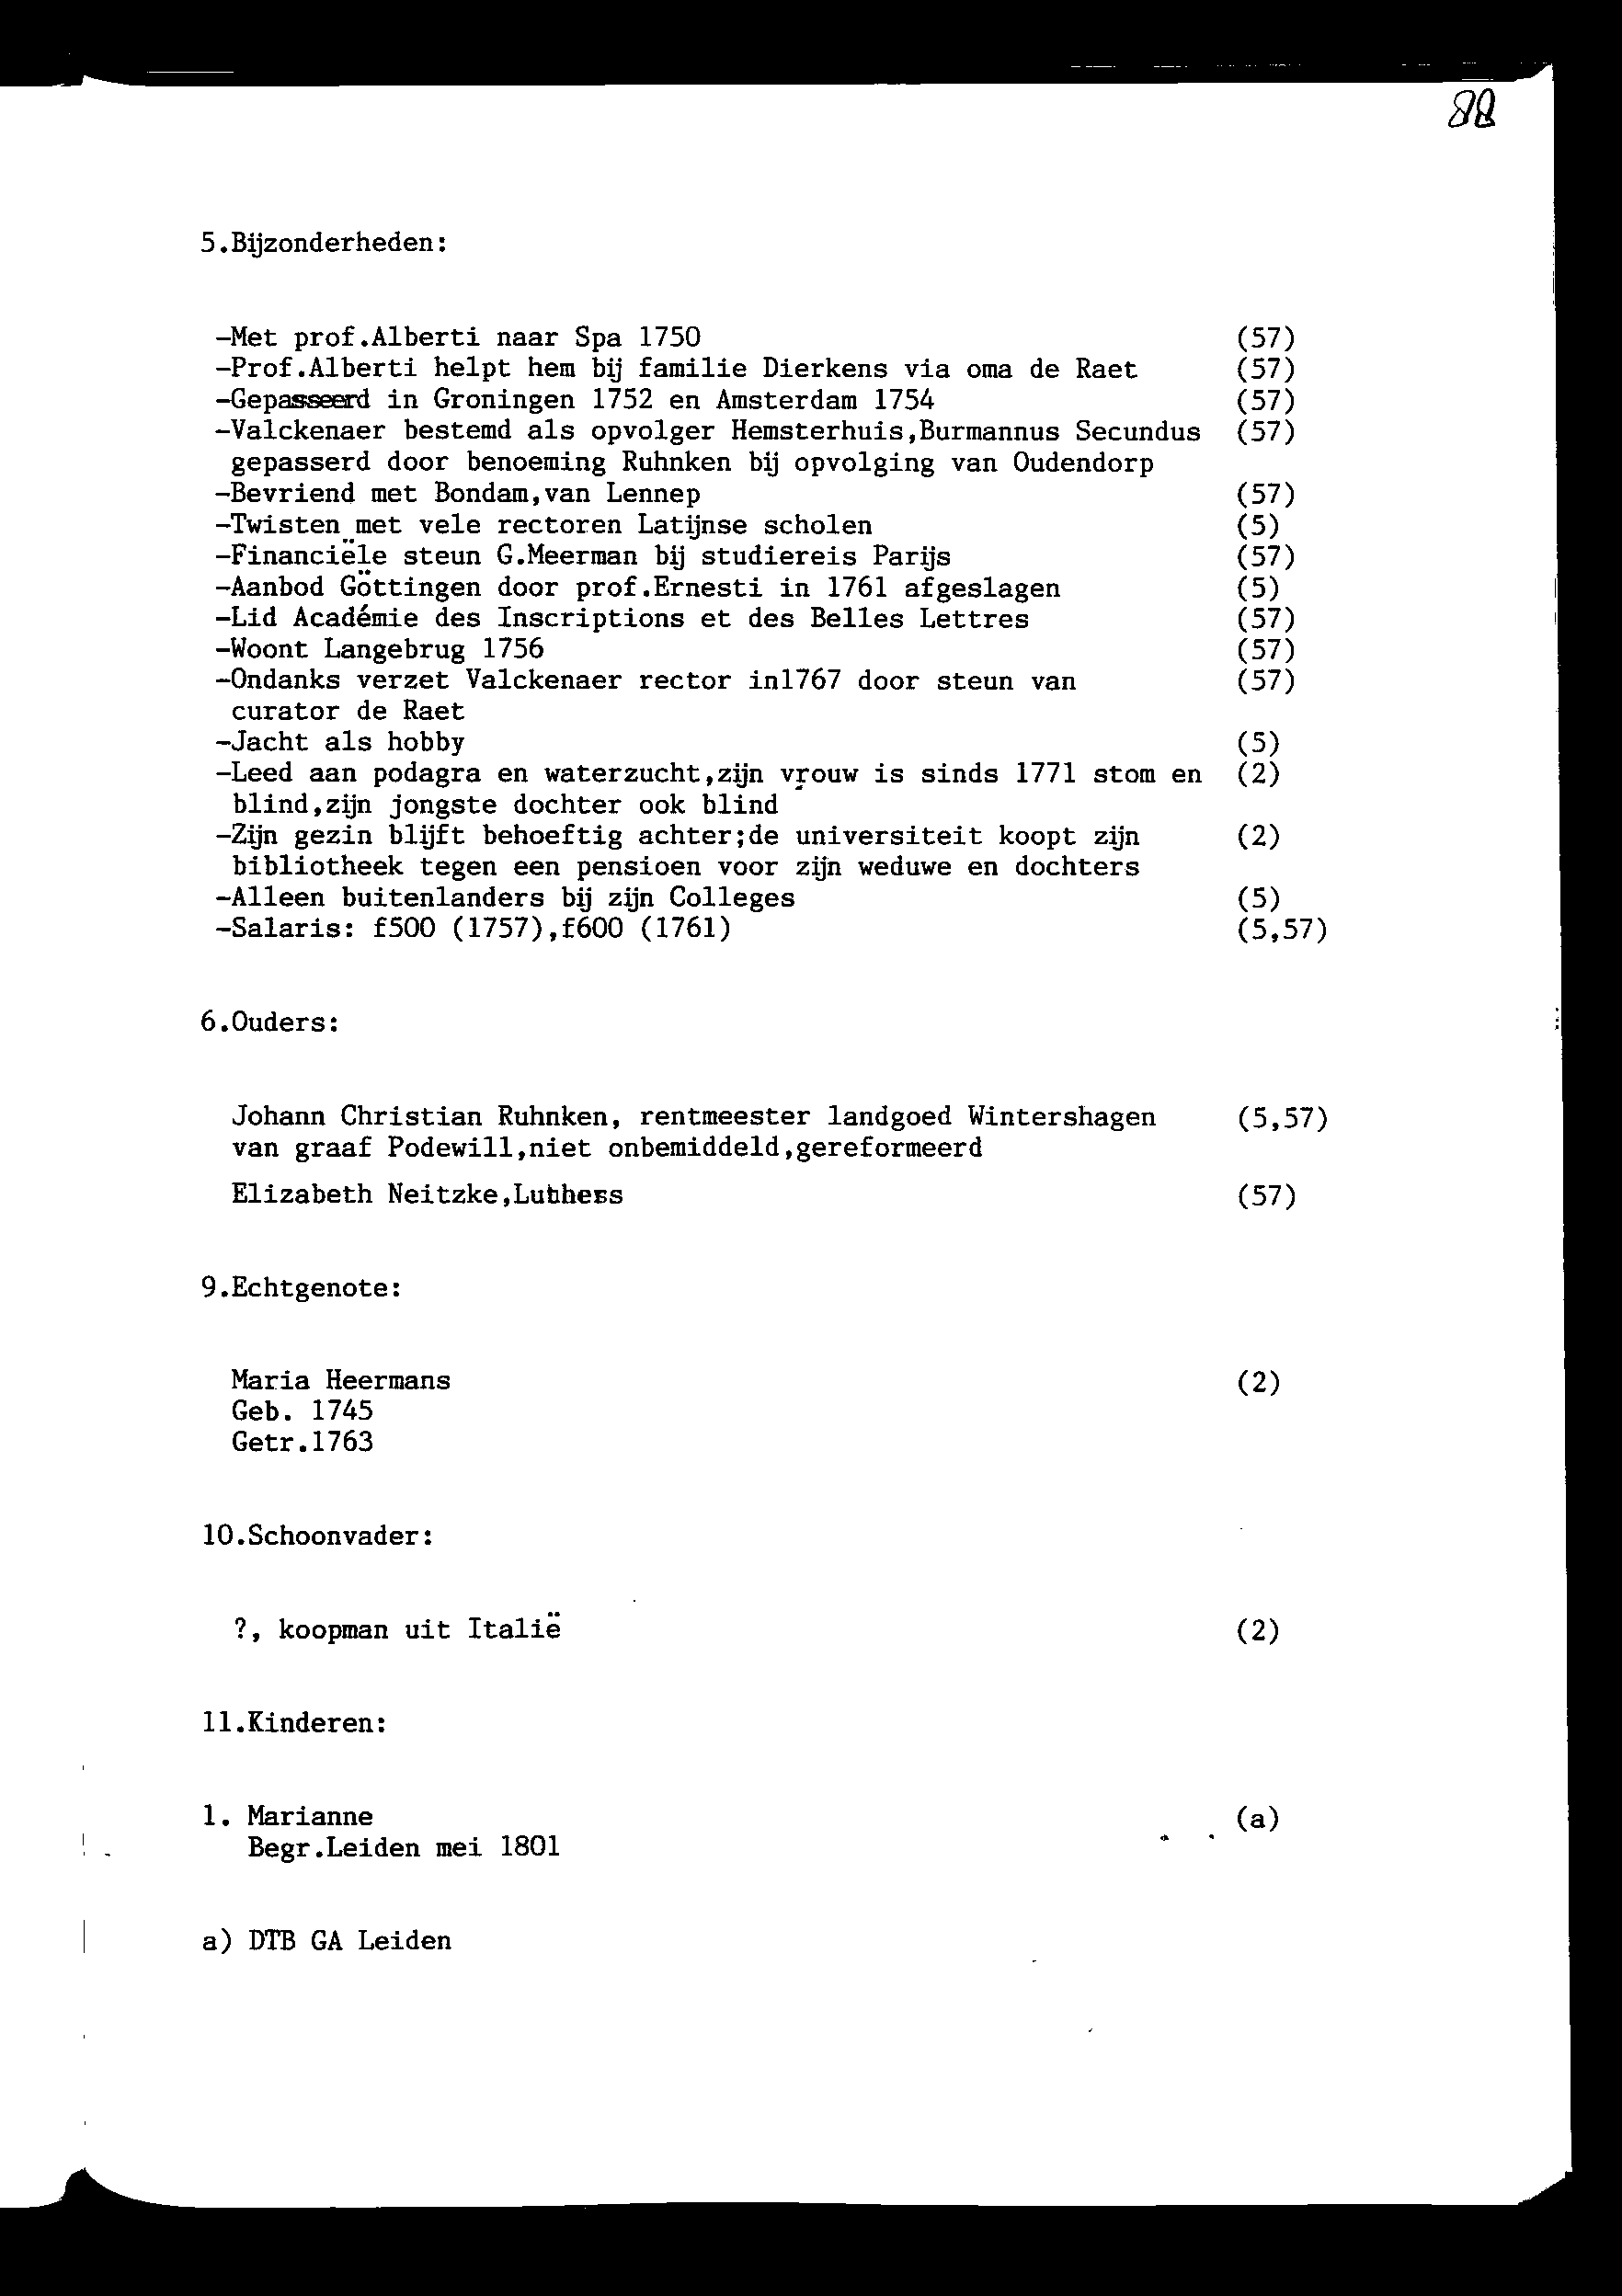 88
5.Bijzonderheden:
-Met prof.Alberti naar Spa 1750 (57)
-Prof.Alberti helpt hem bij familie Dierkens via oma de Raet (57)
-Gepasseerd in Groningen 1752 en Amsterdam 1754 (57)
-Valckenaer bestemd als opvolger Hemsterhuis,Burmannus Secundus (57)
gepasserd door benoeming Ruhnken bij opvolging van Oudendorp
-Bevriend met Bondam,van Lennep (57)
-Twisten met vele rectoren Latijnse scholen (5)
-Financiële steun G.Meerman bij studiereis Parijs (57)
-Aanbod Göttingen door prof.Ernesti in 1761 afgeslagen (5)
-Lid Académie des Inscriptions et des Belles Lettres (57)
-Woont Langebrug 1756 (57)
-Ondanks verzet Valckenaer rector in1767 door steun van (57)
curator de Raet
-Jacht als hobby (5)
-Leed aan podagra en waterzucht,zijn vrouw is sinds 1771 stom en (2)
blind,zijn jongste dochter ook blind
-Zijn gezin blijft behoeftig achter;de universiteit koopt zijn (2)
bibliotheek tegen een pensioen voor zijn weduwe en dochters
-Alleen buitenlanders bij zijn Colleges (5)
-Salaris: f500 (1757),f600 (1761) (5,57)
6.Ouders:
Johann Christian Ruhnken, rentmeester landgoed Wintershagen (5,57)
van graaf Podewill,niet onbemiddeld,gereformeerd
Elizabeth Neitzke,Luthers (57)
9.Echtgenote:
Maria Heermans (2)
Geb. 1745
Getr.1763
10.Schoonvader:
?, koopman uit Italië (2)
11.Kinderen:
1. Marianne (a)
Begr.Leiden mei 1801
a) DTB GA Leiden